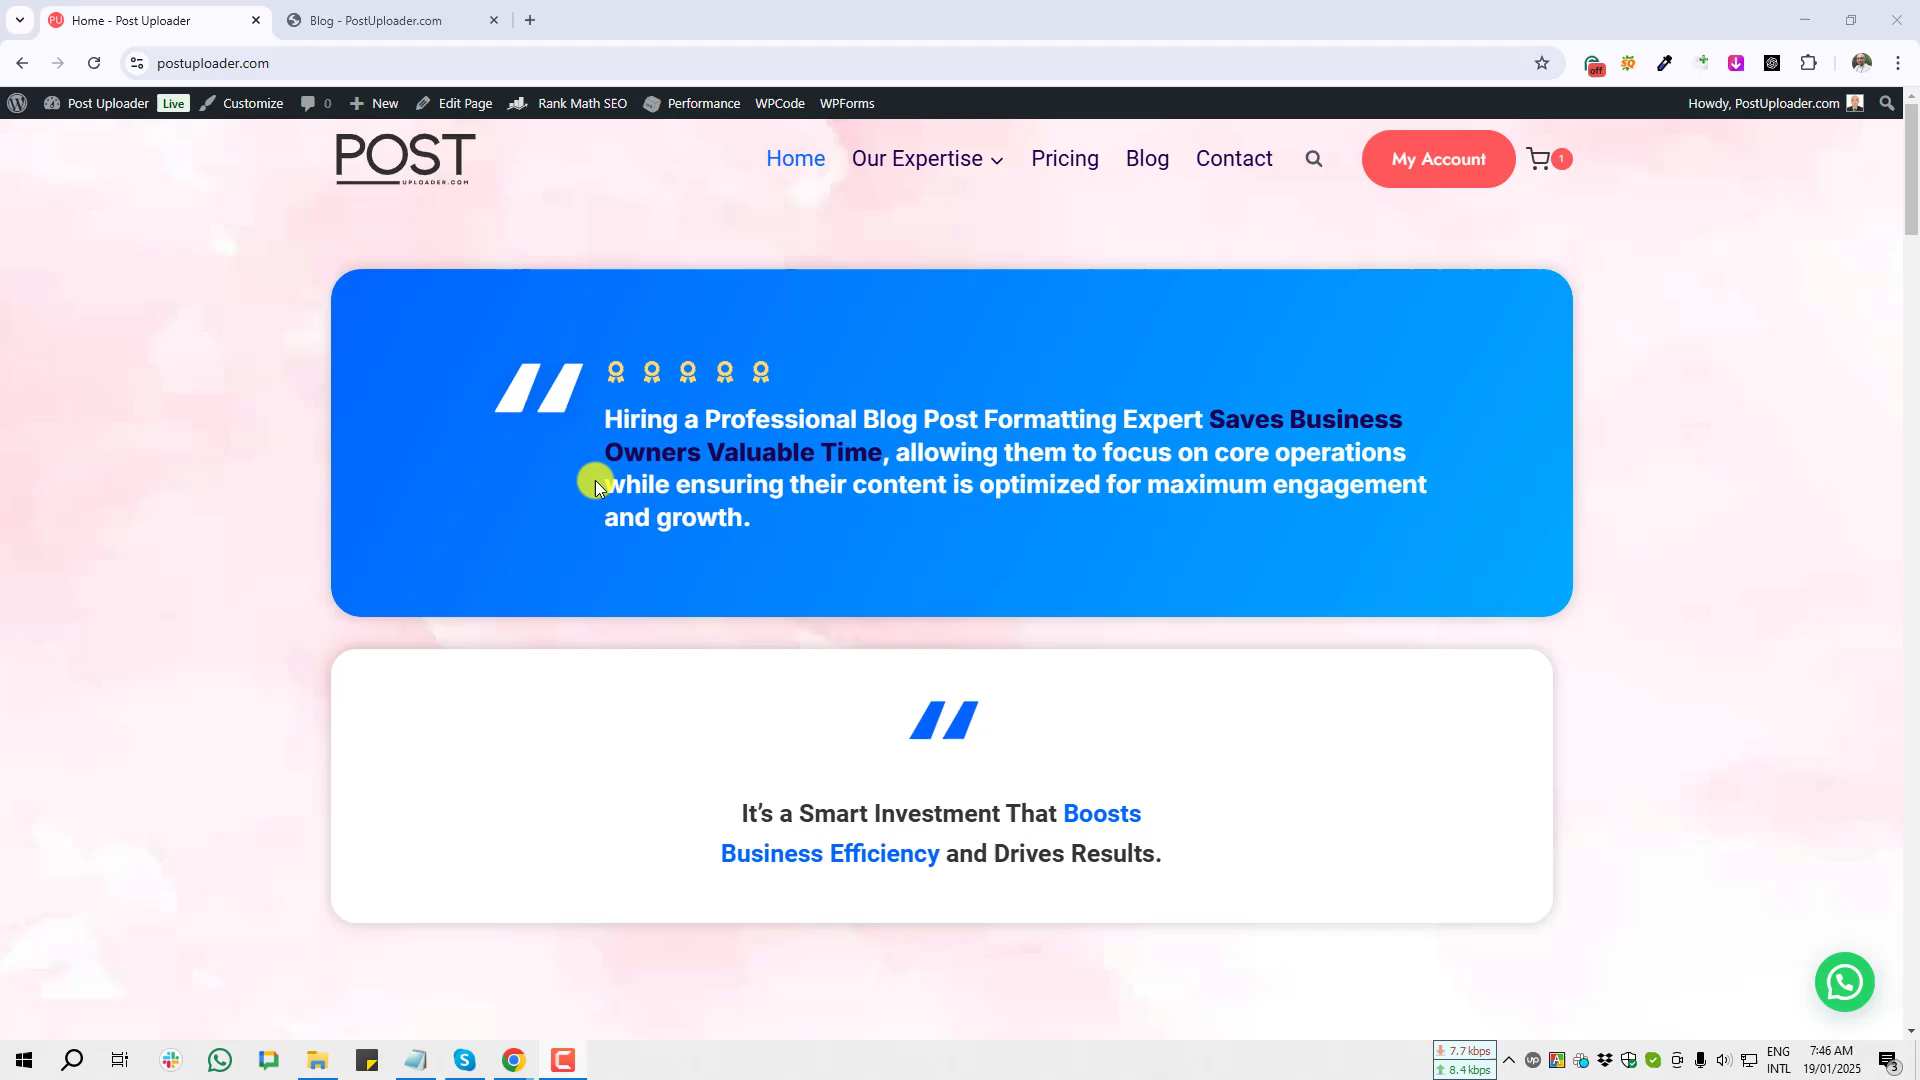 PU Home - Post Uploader
Blog - PostUploader.com
postuploader.com
off
Post Uploader Live Customize 0 New Edit Page Rank Math SEO Performance WPCode WPForms Howdy, PostUploader.com
POST
UPLOADER.COM
Home Our Expertise Pricing Blog Contact My Account 1
Hiring a Professional Blog Post Formatting Expert Saves Business
Owners Valuable Time, allowing them to focus on core operations
while ensuring their content is optimized for maximum engagement
and growth.
It's a Smart Investment That Boosts
Business Efficiency and Drives Results.
7.7 kbps
8.4 kbps
ENG
INTL
7:46 AM
19/01/2025
3